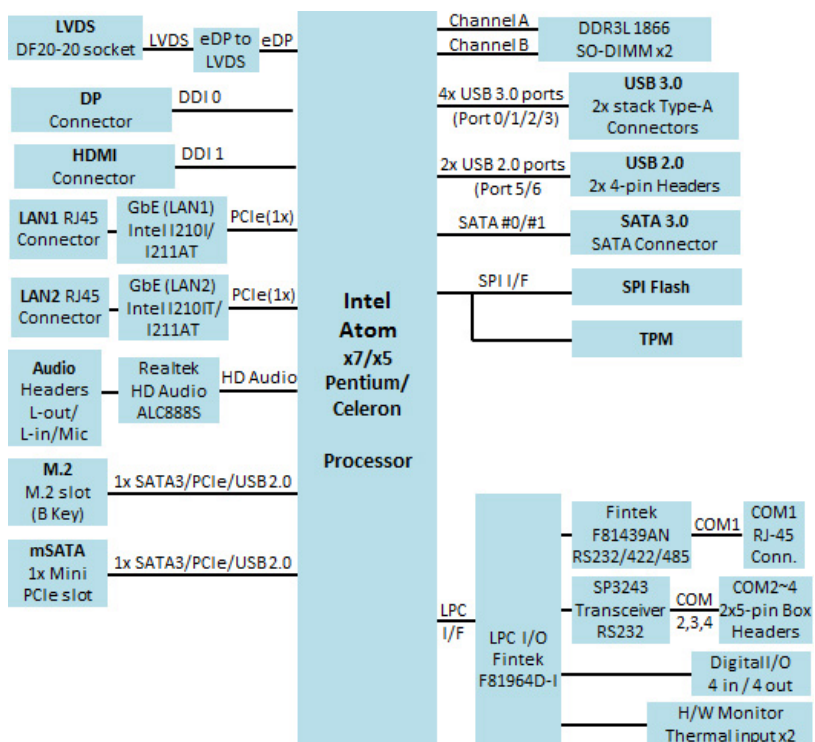 LVDS
DF20-20 socket
LVDS
eDP to
LVDS
eDP
DP
Connector
DDI 0
HDMI
Connector
DDI 1
LAN1 RJ45
Connector
GbE (LAN1)
Intel I210I/
I211AT
PCIe(1x)
LAN2 RJ45
Connector
GbE (LAN2)
Intel I210IT/
I211AT
PCIe(1x)
Audio
Headers
L-out/
L-in/Mic
Realtek
HD Audio
ALC888S
HD Audio
M.2
M.2 slot
(B Key)
1x SATA3/PCIe/USB2.0
mSATA
1x Mini
PCIe slot
1x SATA3/PCIe/USB2.0
Intel
Atom
x7/x5
Pentium/
Celeron
Processor
Channel A
Channel B
DDR3L 1866
SO-DIMM x2
4x USB 3.0 ports
(Port 0/1/2/3)
USB 3.0
2x stack Type-A
Connectors
2x USB 2.0 ports
(Port 5/6
USB 2.0
2x 4-pin Headers
SATA #0/#1
SATA 3.0
SATA Connector
SPI I/F
SPI Flash
TPM
LPC
I/F
LPC I/O
Fintek
F81964D-I
Fintek
F81439AN
RS232/422/485
COM1
COM1
RJ-45
Conn.
SP3243
Transceiver
RS232
COM
2,3,4
COM2~4
2x5-pin Box
Headers
Digital I/O
4 in / 4 out
H/W Monitor
Thermal input x2